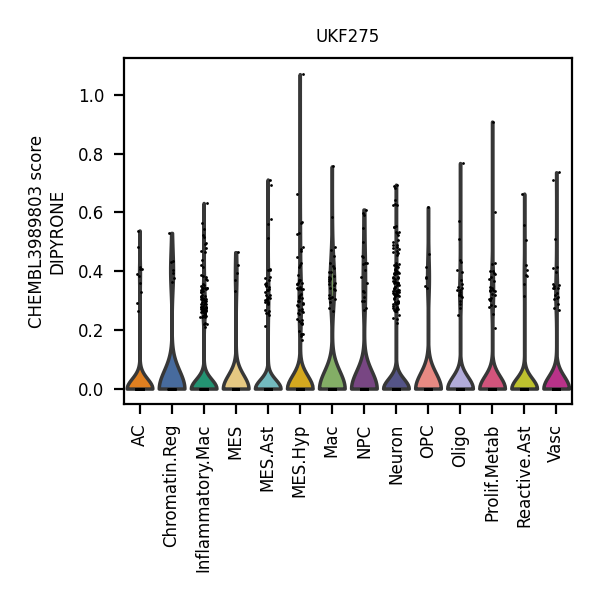 UKF275
CHEMBL3989803 score
DIPYRONE
1.0
0.8
0.6
0.4
0.2
0.0
AC
Chromatin.Reg
Inflammatory.Mac
MES
MES.Ast
MES.Hyp
Mac
NPC
Neuron
OPC
Oligo
Prolif.Metab
Reactive.Ast
Vasc